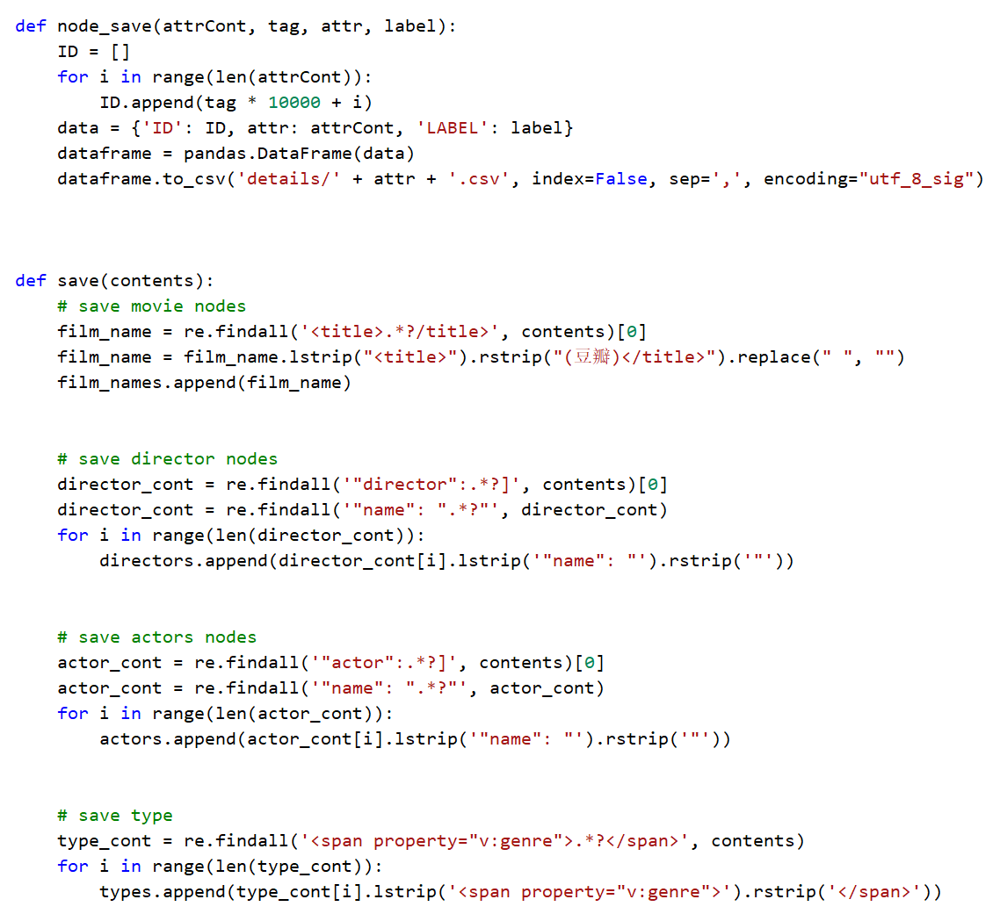 def node_save(attrCont, tag, attr, label):
    ID = []
    for i in range(len(attrCont)):
        ID.append(tag * 10000 + i)
    data = {'ID': ID, attr: attrCont, 'LABEL': label}
    dataframe = pandas.DataFrame(data)
    dataframe.to_csv('details/' + attr + '.csv', index=False, sep=',', encoding="utf_8_sig")
def save(contents):
    # save movie nodes
    film_name = re.findall('<title>.*?/title>', contents)[0]
    film_name = film_name.lstrip("<title>").rstrip("(豆瓣)</title>").replace(" ", "")
    film_names.append(film_name)
    # save director nodes
    director_cont = re.findall('"director":.*?]', contents)[0]
    director_cont = re.findall('"name": ".*?"', director_cont)
    for i in range(len(director_cont)):
        directors.append(director_cont[i].lstrip('"name": "').rstrip('"'))
    # save actors nodes
    actor_cont = re.findall('"actor":.*?]', contents)[0]
    actor_cont = re.findall('"name": ".*?"', actor_cont)
    for i in range(len(actor_cont)):
        actors.append(actor_cont[i].lstrip('"name": "').rstrip('"'))
    # save type
    type_cont = re.findall('<span property="v:genre">.*?</span>', contents)
    for i in range(len(type_cont)):
        types.append(type_cont[i].lstrip('<span property="v:genre">').rstrip('</span>'))